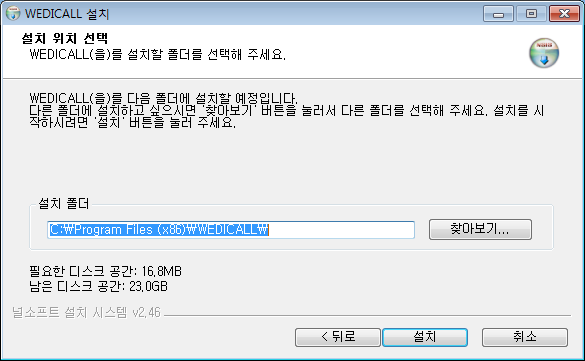 WEDICALL 설치
설치 위치 선택
WEDICALL(을)를 설치할 폴더를 선택해 주세요.
WEDICALL(을)를 다음 폴더에 설치할 예정입니다.
다른 폴더에 설치하고 싶으시면 '찾아보기' 버튼을 눌러서 다른 폴더를 선택해 주세요. 설치를 시
작하시려면 '설치' 버튼을 눌러 주세요.
설치 폴더
C:₩Program Files (x86)₩WEDICALL₩
찾아보기...
필요한 디스크 공간: 16.8MB
남은 디스크 공간: 23.0GB
널소프트 설치 시스템 v2.46
< 뒤로
설치
취소